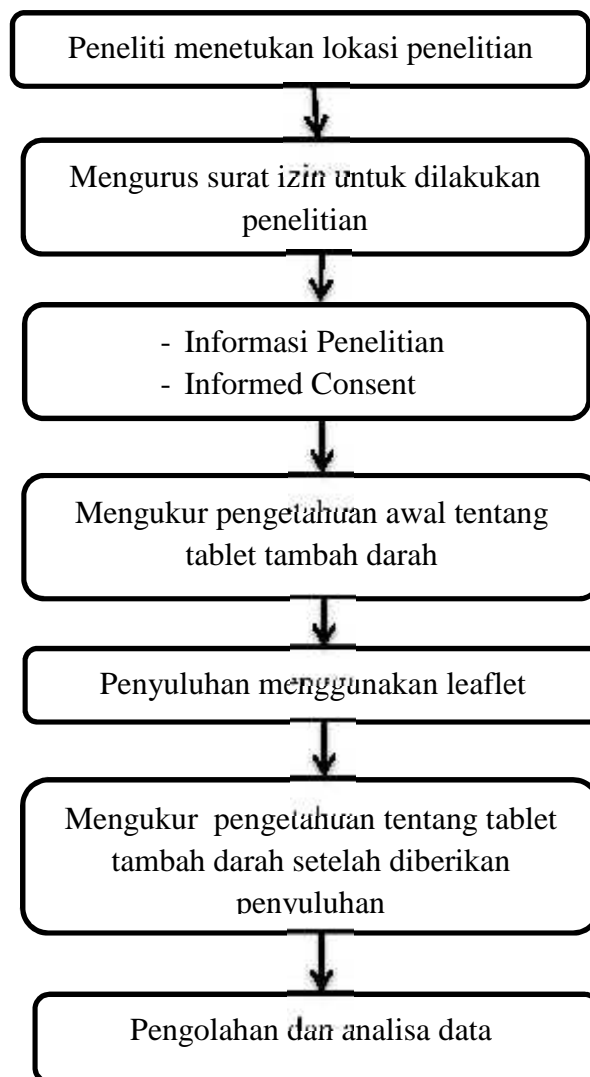 Peneliti menetukan lokasi penelitian
Mengurus surat izin untuk dilakukan
penelitian
- Informasi Penelitian
- Informed Consent
Mengukur pengetahuan awal tentang
tablet tambah darah
Penyuluhan menggunakan leaflet
Mengukur pengetahuan tentang tablet
tambah darah setelah diberikan
penyuluhan
Pengolahan dan analisa data